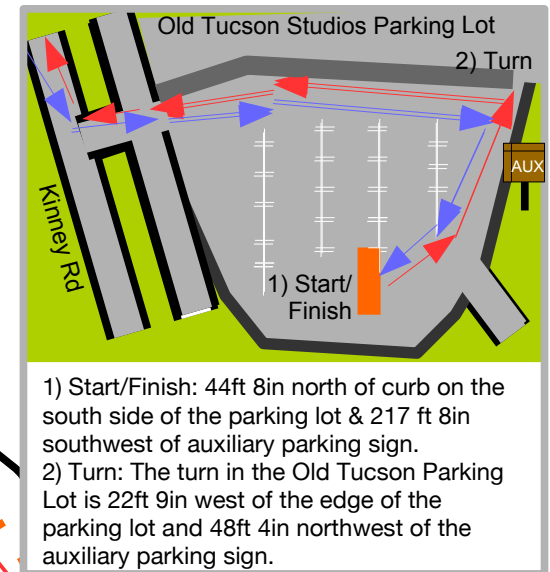 Old Tucson Studios Parking Lot
2) Turn
AUX
Kinney Rd
1) Start/
Finish
1) Start/Finish: 44ft 8in north of curb on the
south side of the parking lot & 217 ft 8in
southwest of auxiliary parking sign.
2) Turn: The turn in the Old Tucson Parking
Lot is 22ft 9in west of the edge of the
parking lot and 48ft 4in northwest of the
auxiliary parking sign.